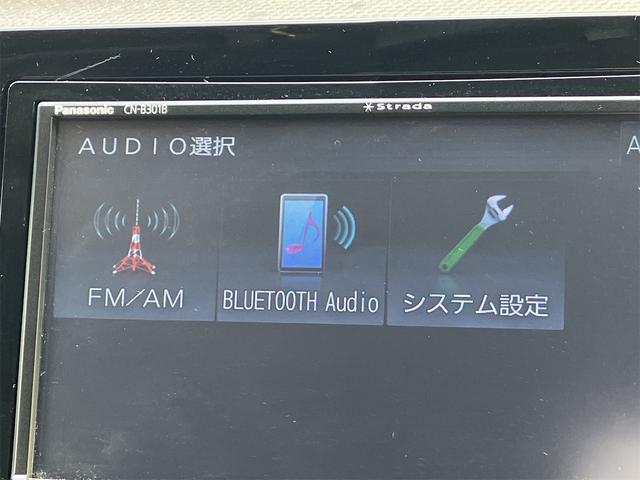 Panasonic CN-B301B Strada
AUDIO選択 A
FM/AM BLUETOOTH Audio システム設定